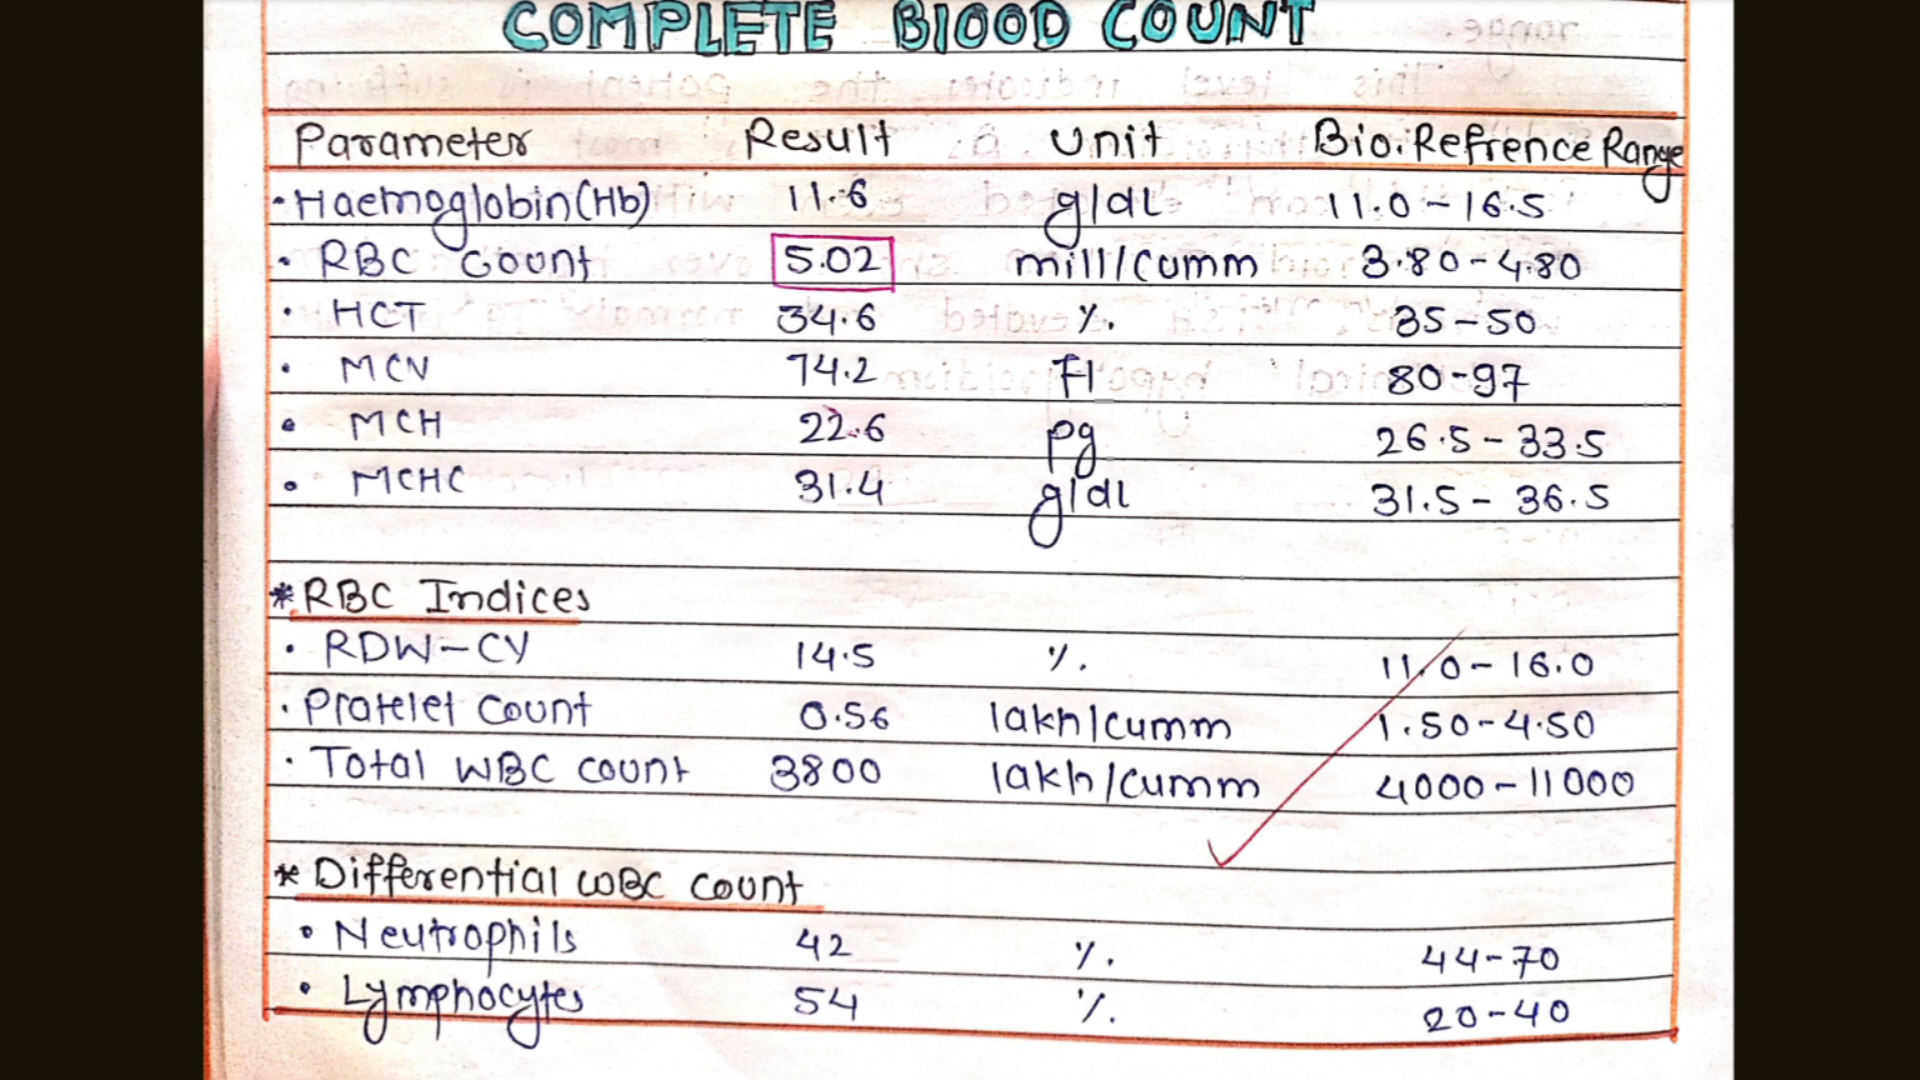 COMPLETE BlOOD COUNT
Parameter Result Unit Bio. Refrence Range
• Haemoglobin (Hb) 11.6 g/dL 11.0 - 16.5
• RBC Count 5.02 mill/Cumm 3.80 - 4.80
• HCT 34.6 % 35 - 50
• MCV 74.2 Fl 80 - 97
• MCH 22.6 pg 26.5 - 33.5
• MCHC 31.4 g/dl 31.5 - 36.5
* RBC Indices
• RDW - CV 14.5 % 11.0 - 16.0
• Platelet Count 0.56 lakh/cumm 1.50 - 4.50
• Total WBC count 3800 lakh/cumm 4000 - 11000
* Differential WBC Count
• Neutrophils 42 % 44 - 70
• Lymphocytes 54 % 20 - 40